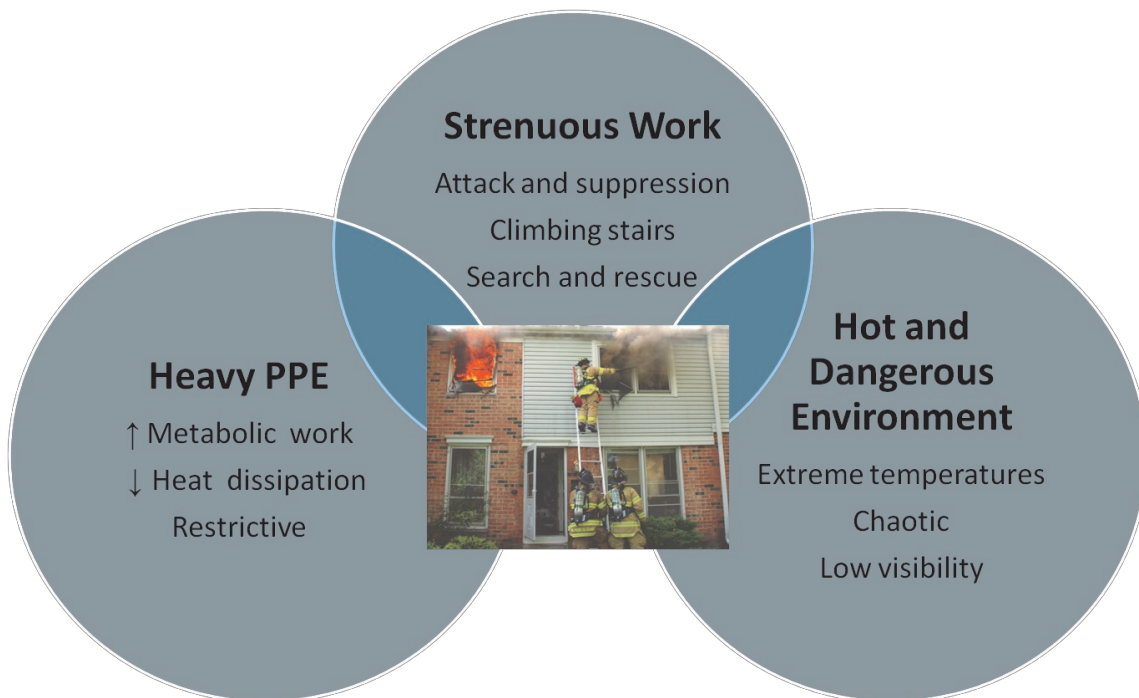 Strenuous Work
Attack and suppression
Climbing stairs
Search and rescue
Heavy PPE
↑ Metabolic work
↓ Heat dissipation
Restrictive
Hot and
Dangerous
Environment
Extreme temperatures
Chaotic
Low visibility